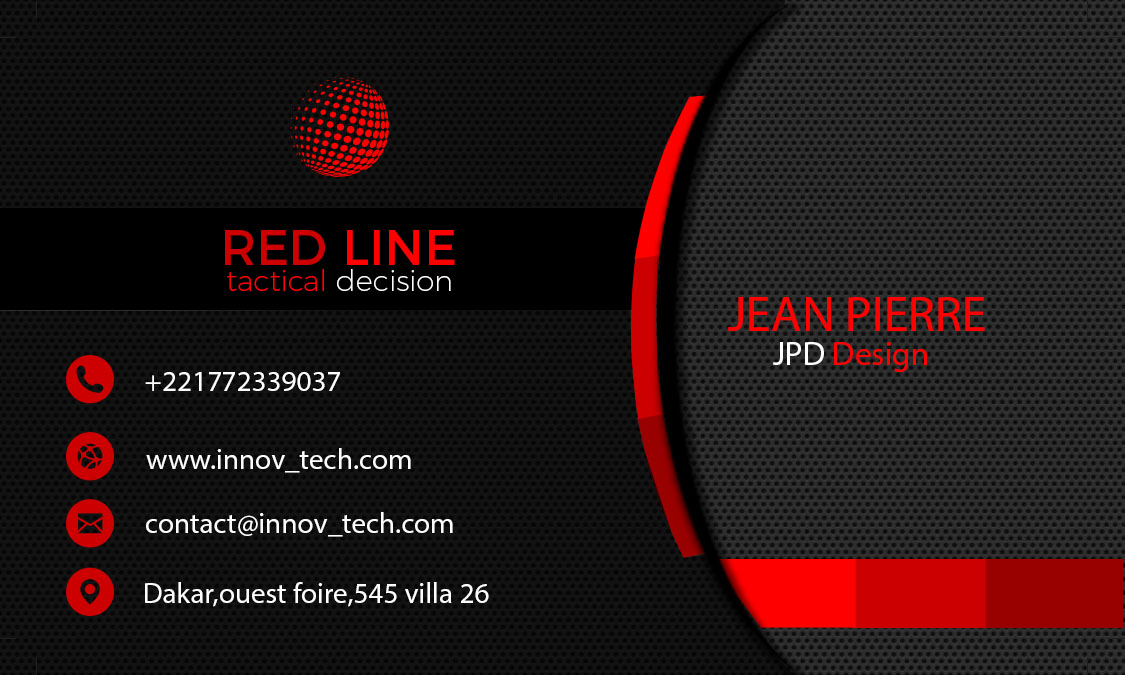 RED LINE
tactical decision
+221772339037
www.innov_tech.com
contact@innov_tech.com
Dakar,ouest foire,545 villa 26
JEAN PIERRE
JPD Design